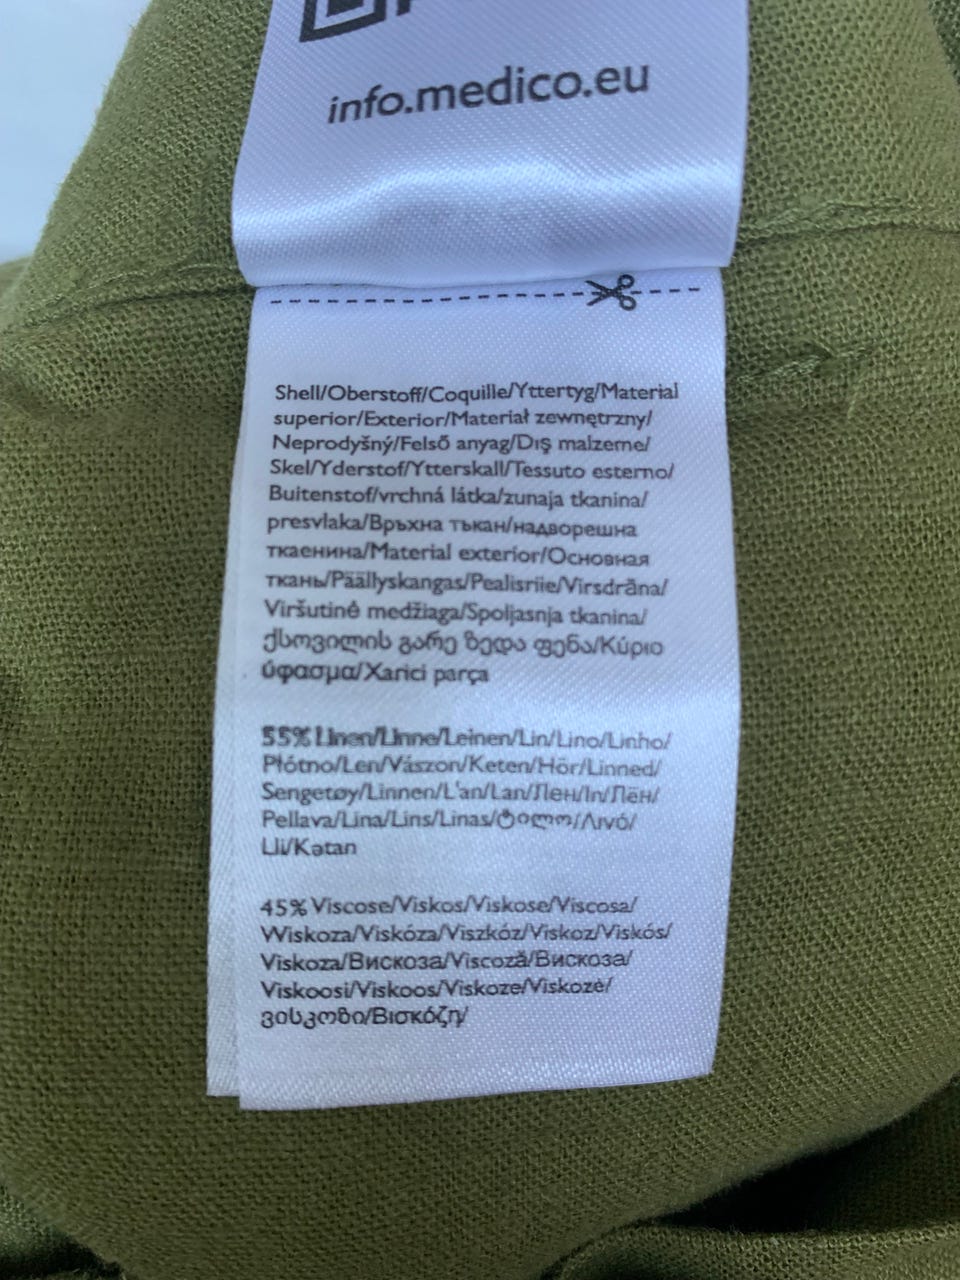 info.medico.eu
Shell/Oberstoff/Coquille/Yttertyg/Material
superior/Exterior/Materiał zewnętrzny/
Neprodyšný/Felső anyag/Dış malzeme/
Skel/Yderstof/Ytterskall/Tessuto esterno/
Buitenstof/vrchná látka/zunaja tkanina/
presvlaka/Връхна тъкан/надворешна
ткаенина/Material exterior/Основная
ткань/Päällyskangas/Pealisriie/Virsdrāna/
Viršutinė medžiaga/Spoljasnja tkanina/
ქსოვილის გარე ზედა ფენა/Κύριο
ύφασμα/Xarici parça
55% Linen/Linne/Leinen/Lin/Lino/Linho/
Płótno/Len/Vászon/Keten/Hör/Linned/
Sengetøy/Linnen/L'an/Lan/Лен/In/Лён/
Pellava/Lina/Lins/Linas/ტილო/Λινό/
Lli/Kətan
45% Viscose/Viskos/Viskose/Viscosa/
Wiskoza/Viskóza/Viszkóz/Viskoz/Viskós/
Viskoza/Вискоза/Viscoză/Вискоза/
Viskoosi/Viskoos/Viskoze/Viskozė/
ვისკოზი/Βισκόζη/